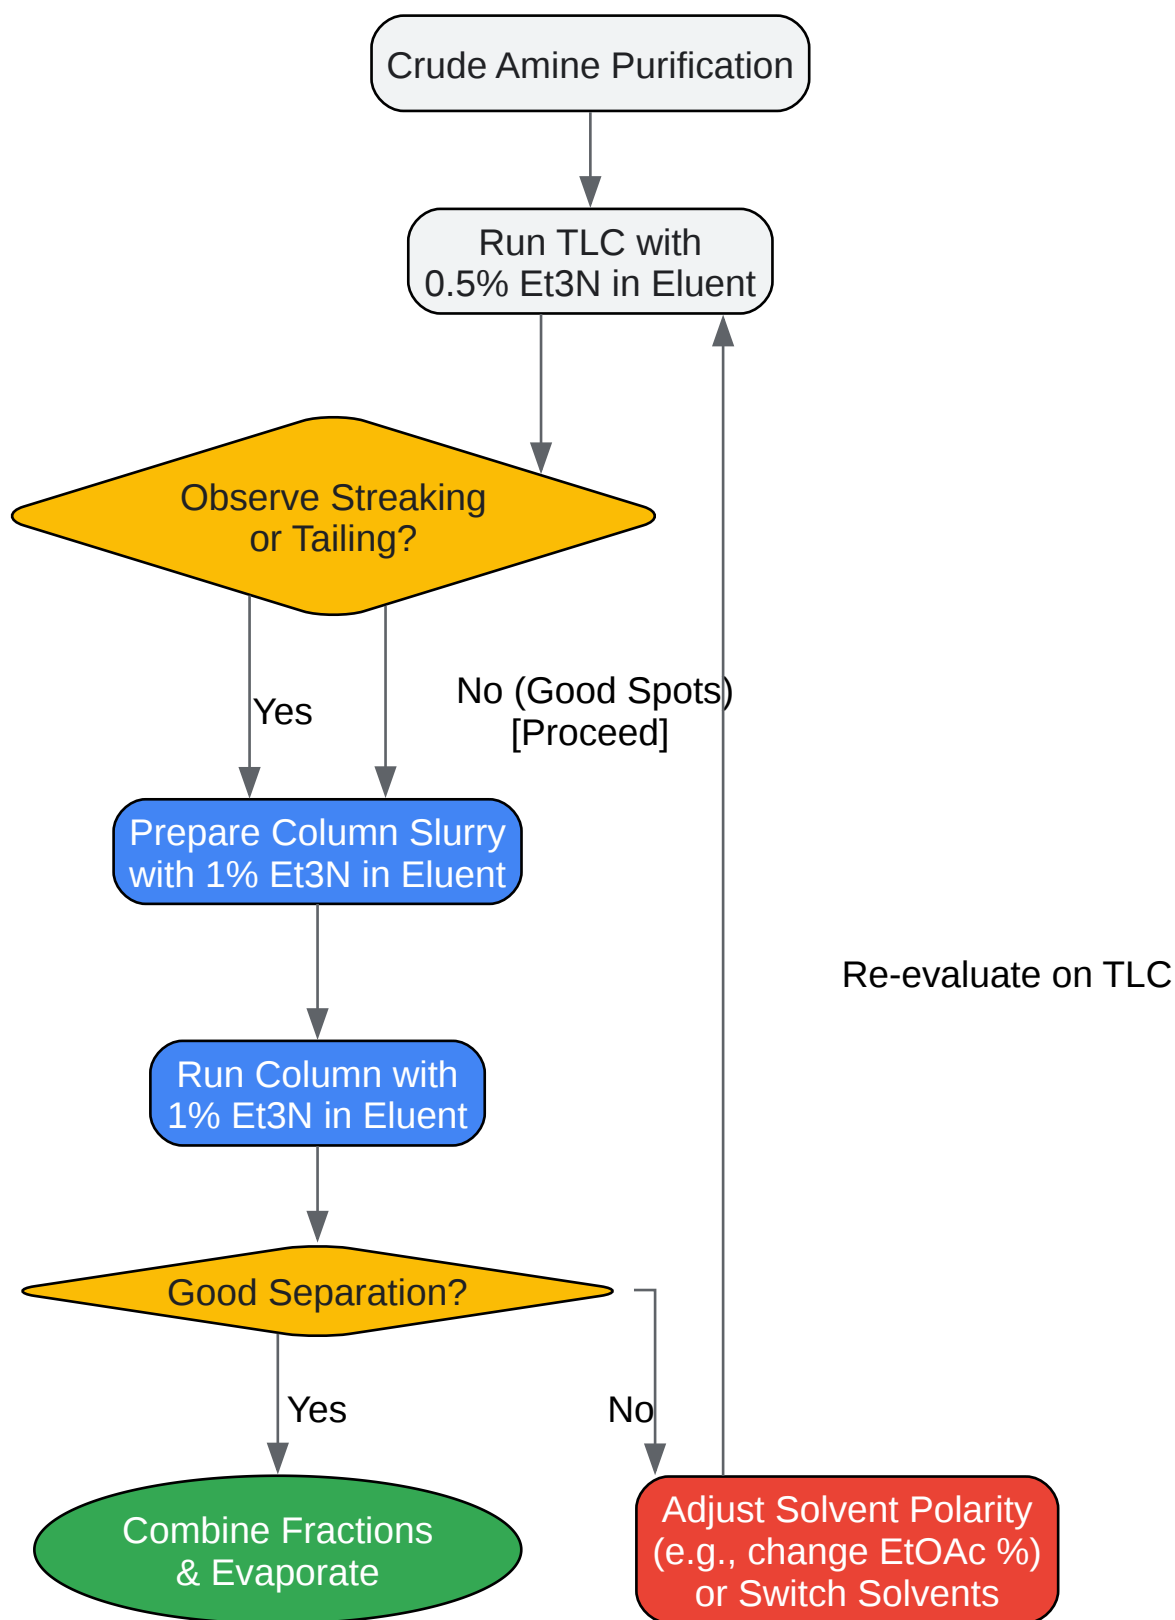 Crude Amine Purification
Run TLC with
0.5% Et3N in Eluent
Observe Streaking
or Tailing?
Yes
No (Good Spots)
[Proceed]
Prepare Column Slurry
with 1% Et3N in Eluent
Re-evaluate on TLC
Run Column with
1% Et3N in Eluent
Good Separation?
Yes
No
Combine Fractions
& Evaporate
Adjust Solvent Polarity
(e.g., change EtOAc %)
or Switch Solvents